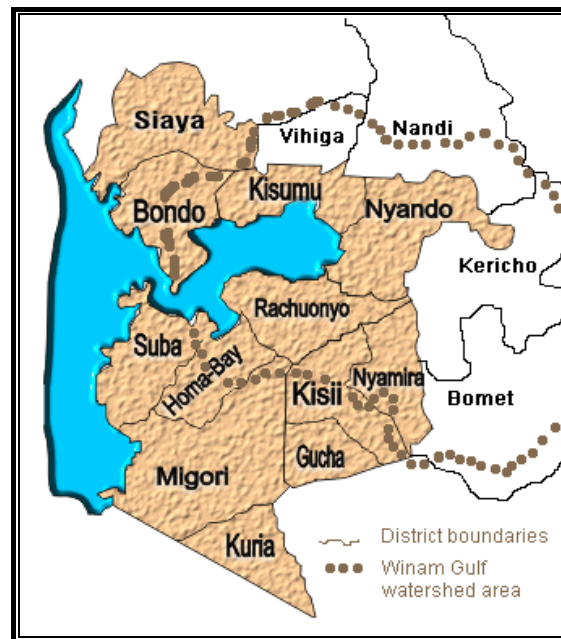 Siaya
Vihiga
Nandi
Bondo
Kisumu
Nyando
Kericho
Rachuonyo
Suba
Homa-Bay
Kisii
Nyamira
Bomet
Gucha
Migori
Kuria
District boundaries
Winam Gulf
watershed area